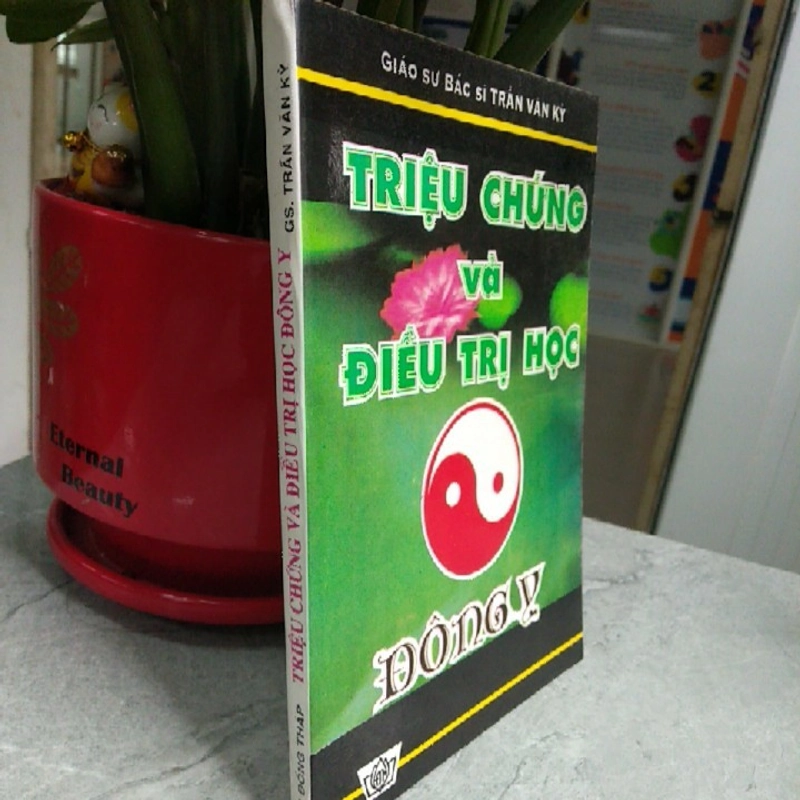 GIÁO SƯ BÁC SĨ TRẦN VĂN KỲ
TRIỆU CHỨNG
và
ĐIỀU TRỊ HỌC
ĐÔNG Y
GS. TRẦN VĂN KỲ
TRIỆU CHỨNG VÀ ĐIỀU TRỊ HỌC ĐÔNG Y
ĐỒNG THÁP
Eternal
Beauty